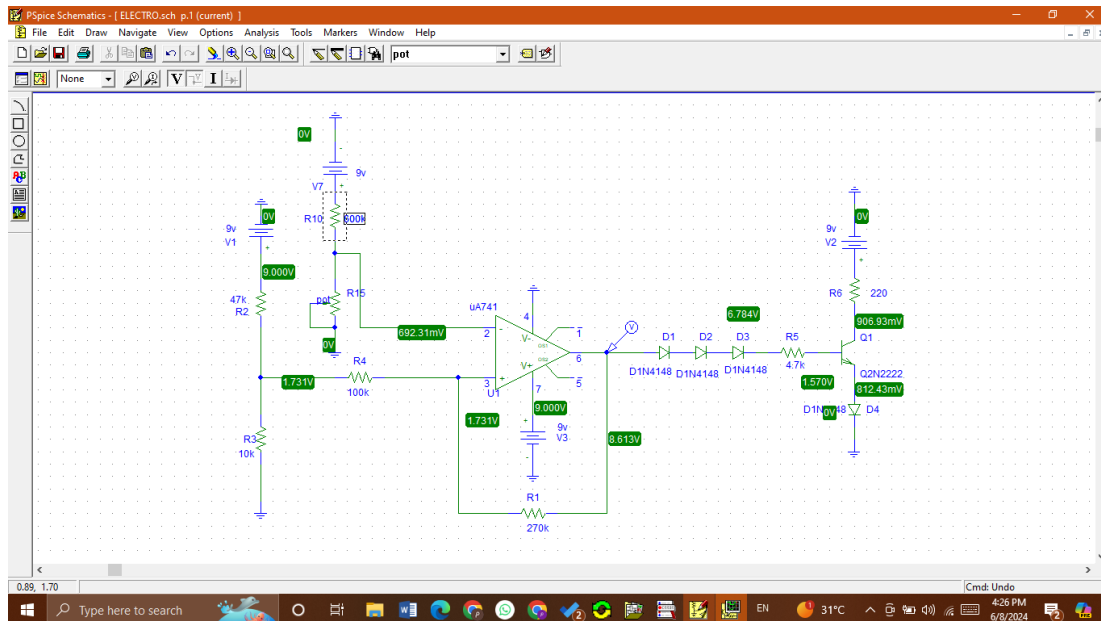 PSpice Schematics - [ ELECTRO.sch p.1 (current) ]
File Edit Draw Navigate View Options Analysis Tools Markers Window Help
pot
None
V I
0V
9v
V7
R10 600k
0V
9v
V1
9.000V
47k
R2
pot R15
692.31mV
0V
R4
1.731V
100k
R3
10k
uA741
4
V-
2
-
OS1
1
6
OS2
V+
3
+
5
U1
7
1.731V
9.000V
9v
V3
8.613V
R1
270k
V
6.784V
D1 D2 D3
D1N4148 D1N4148 D1N4148
R5
4.7k
1.570V
0V
9v
V2
R6 220
906.93mV
Q1
Q2N2222
812.43mV
0V
D4
0.89, 1.70
Cmd: Undo
Type here to search
EN
31°C
4:26 PM
6/8/2024
2
2